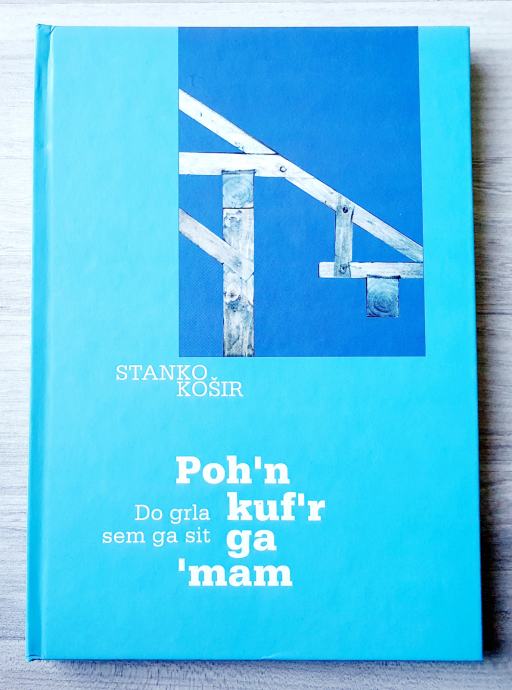 STANKO
KOŠIR
Poh'n
kuf'r
ga
'mam
Do grla
sem ga sit